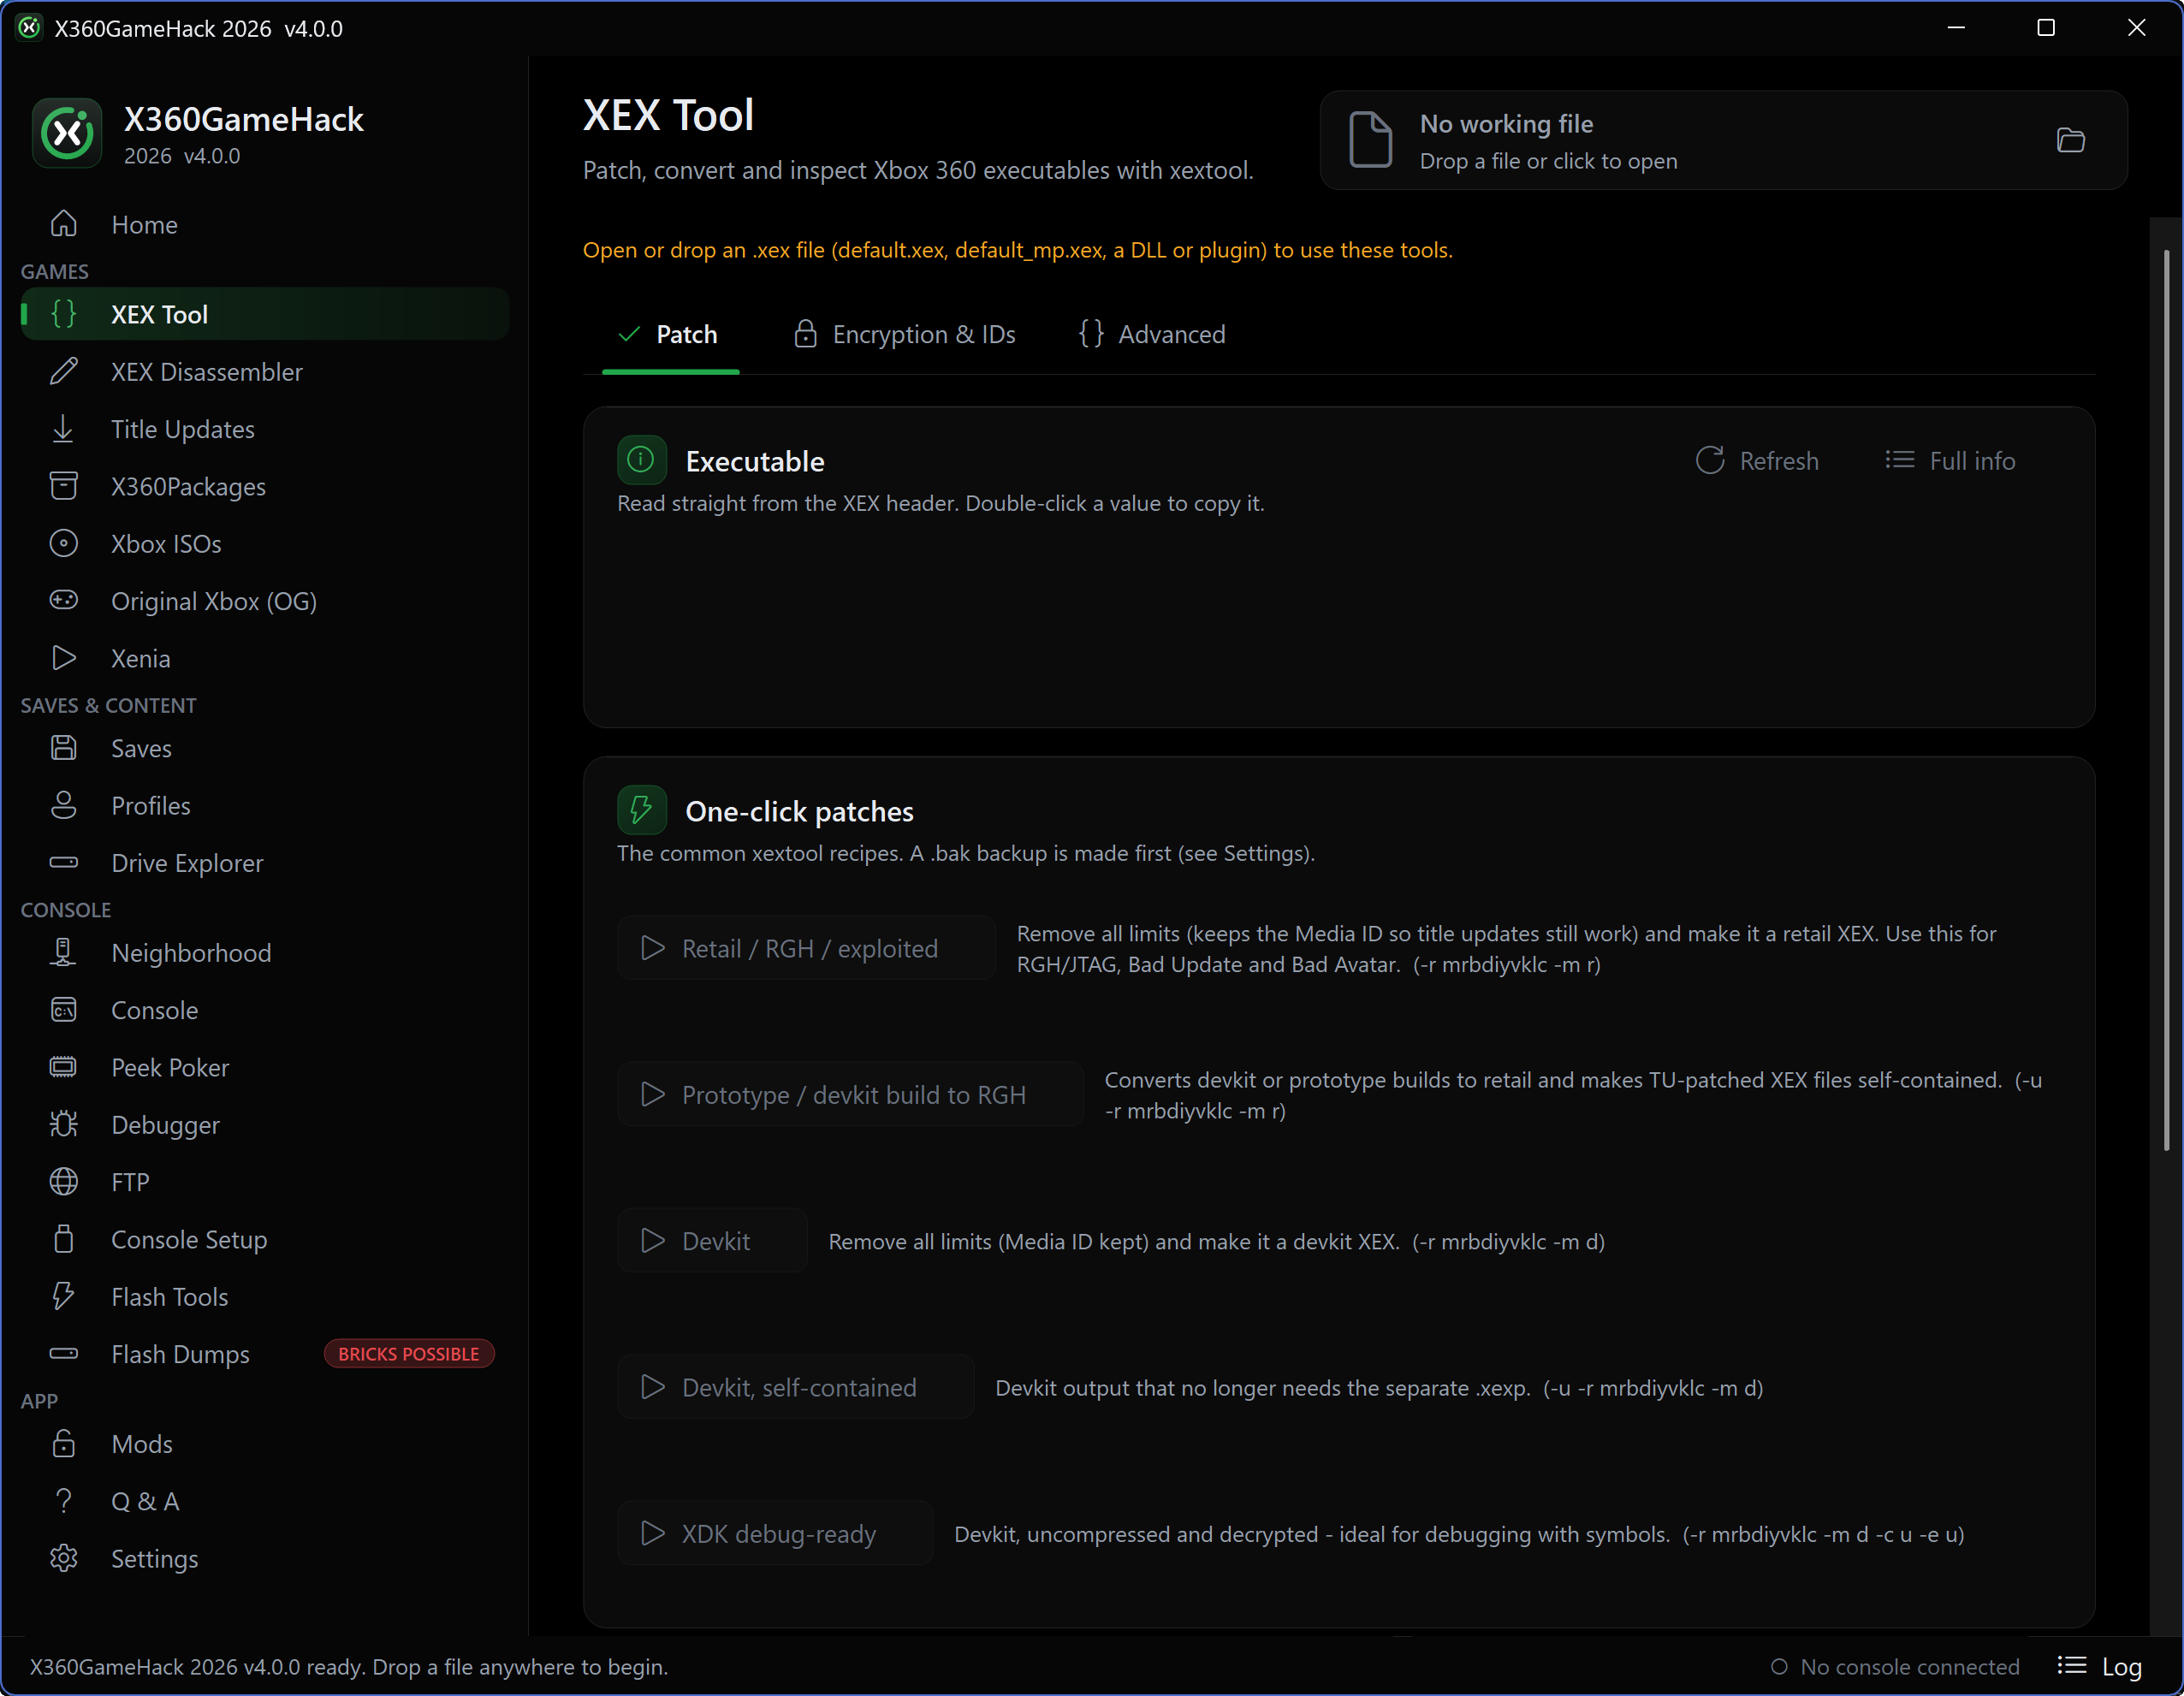 X360GameHack 2026 v4.0.0
X360GameHack
2026 v4.0.0
Home
GAMES
XEX Tool
XEX Disassembler
Title Updates
X360Packages
Xbox ISOs
Original Xbox (OG)
Xenia
SAVES & CONTENT
Saves
Profiles
Drive Explorer
CONSOLE
Neighborhood
Console
Peek Poker
Debugger
FTP
Console Setup
Flash Tools
Flash Dumps
BRICKS POSSIBLE
APP
Mods
Q & A
Settings
XEX Tool
Patch, convert and inspect Xbox 360 executables with xextool.
No working file
Drop a file or click to open
Open or drop an .xex file (default.xex, default_mp.xex, a DLL or plugin) to use these tools.
Patch
Encryption & IDs
Advanced
Executable
Refresh
Full info
Read straight from the XEX header. Double-click a value to copy it.
One-click patches
The common xextool recipes. A .bak backup is made first (see Settings).
Retail / RGH / exploited
Remove all limits (keeps the Media ID so title updates still work) and make it a retail XEX. Use this for
RGH/JTAG, Bad Update and Bad Avatar. (-r mrbdiyvklc -m r)
Prototype / devkit build to RGH
Converts devkit or prototype builds to retail and makes TU-patched XEX files self-contained. (-u
-r mrbdiyvklc -m r)
Devkit
Remove all limits (Media ID kept) and make it a devkit XEX. (-r mrbdiyvklc -m d)
Devkit, self-contained
Devkit output that no longer needs the separate .xexp. (-u -r mrbdiyvklc -m d)
XDK debug-ready
Devkit, uncompressed and decrypted - ideal for debugging with symbols. (-r mrbdiyvklc -m d -c u -e u)
X360GameHack 2026 v4.0.0 ready. Drop a file anywhere to begin.
No console connected
Log